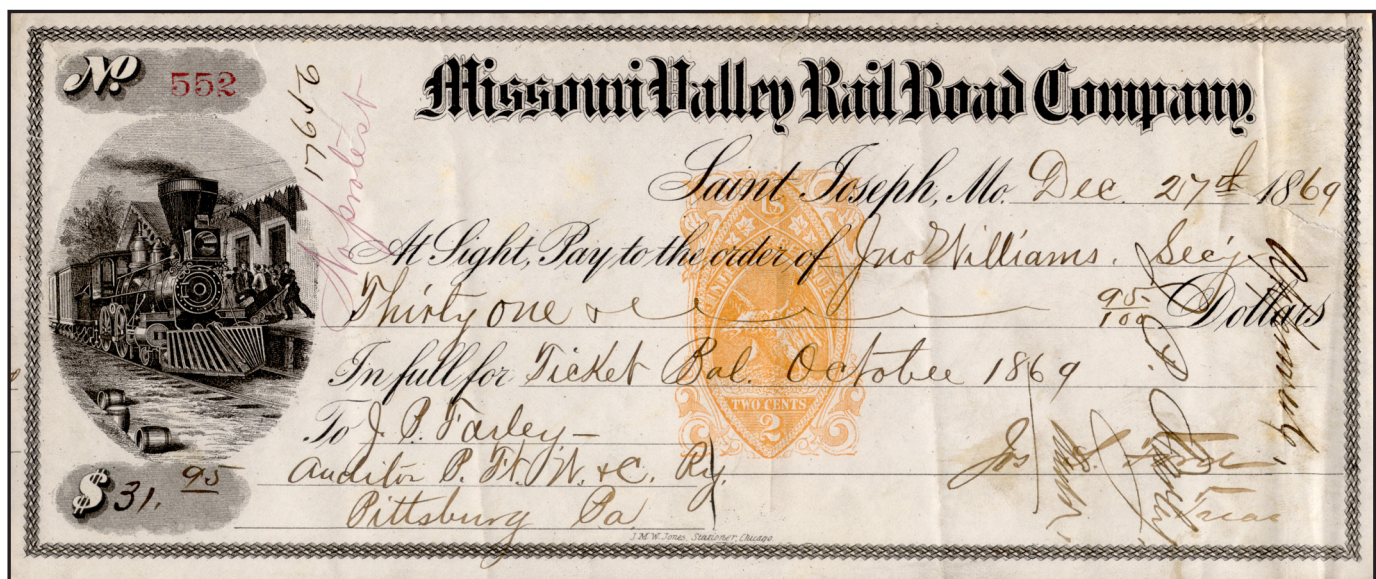 No. 552
17912
No protest
Missouri Valley Rail Road Company.
Saint Joseph, Mo. Dec. 27th 1869
At Sight, Pay to the order of Jno Williams. Sec'y
Thirty one & 95/100 Dollars
In full for Ticket Bal. October 1869
To J. P. Farley
Auditor P. Ft. W. & C. Ry.
Pittsburg Pa
$31.95
Jos
Treas
TWO CENTS
2
J. M. W. Jones, Stationer, Chicago.